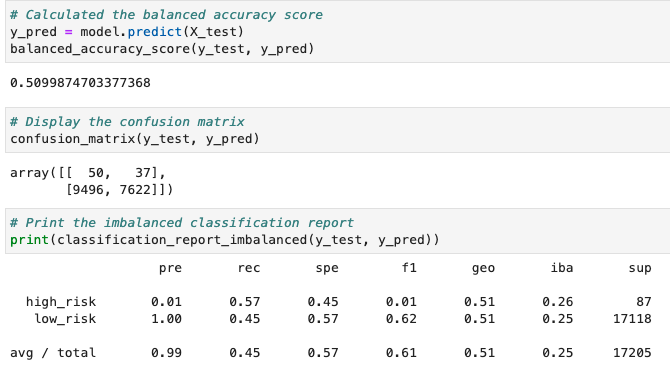 # Calculated the balanced accuracy score
y_pred = model.predict(X_test)
balanced_accuracy_score(y_test, y_pred)
0.5099874703377368
# Display the confusion matrix
confusion_matrix(y_test, y_pred)
array([[  50,   37],
       [9496, 7622]])
# Print the imbalanced classification report
print(classification_report_imbalanced(y_test, y_pred))
pre rec spe f1 geo iba sup
high_risk 0.01 0.57 0.45 0.01 0.51 0.26 87
low_risk 1.00 0.45 0.57 0.62 0.51 0.25 17118
avg / total 0.99 0.45 0.57 0.61 0.51 0.25 17205